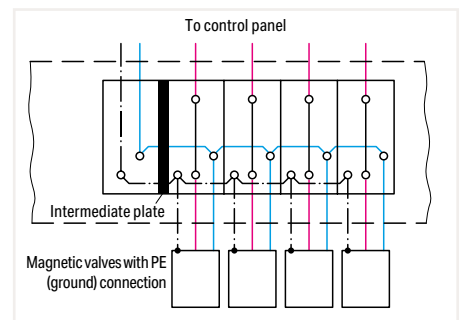 To control panel
Intermediate plate
Magnetic valves with PE
(ground) connection